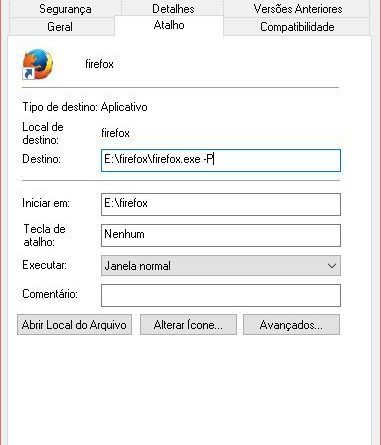 Segurança Detalhes Versões Anteriores
Geral Atalho Compatibilidade
firefox
Tipo de destino: Aplicativo
Local de
destino: firefox
Destino: E:\firefox\firefox.exe -P
Iniciar em: E:\firefox
Tecla de
atalho: Nenhum
Executar: Janela normal
Comentário:
Abrir Local do Arquivo Alterar Ícone... Avançados...